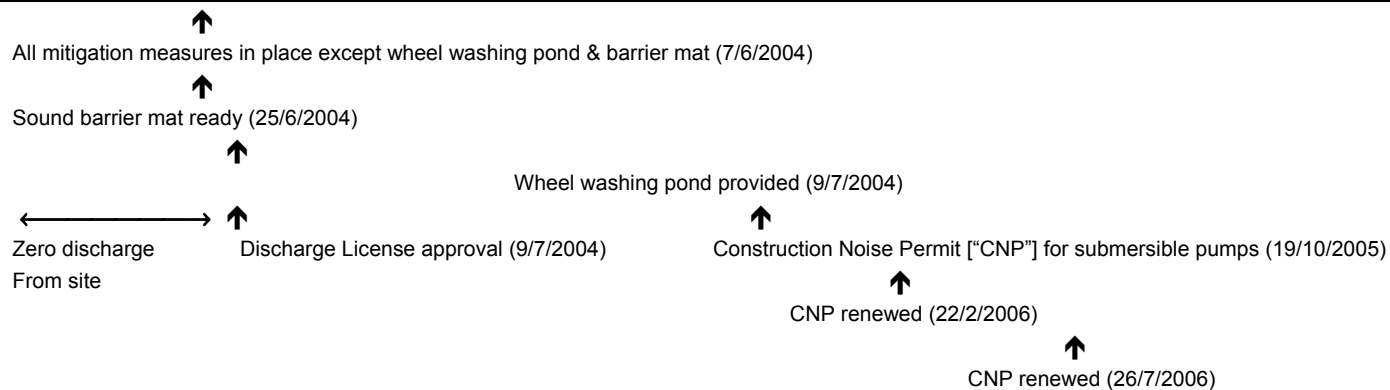 All mitigation measures in place except wheel washing pond & barrier mat (7/6/2004)
Sound barrier mat ready (25/6/2004)
Wheel washing pond provided (9/7/2004)
Zero discharge Discharge License approval (9/7/2004) Construction Noise Permit ["CNP"] for submersible pumps (19/10/2005)
From site
CNP renewed (22/2/2006)
CNP renewed (26/7/2006)